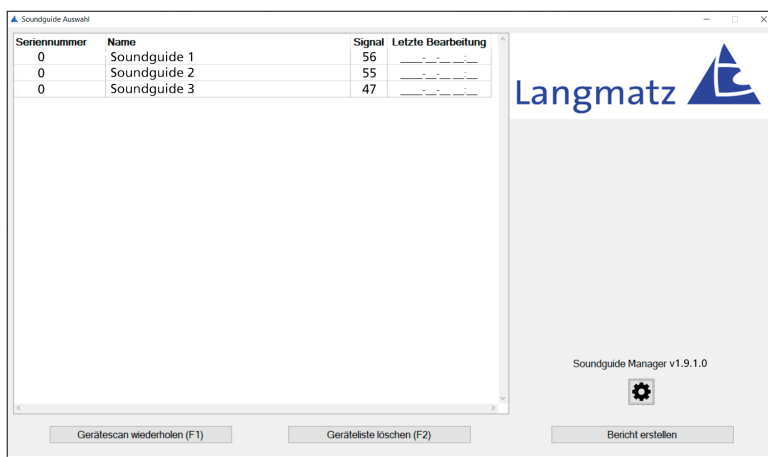 Soundguide Auswahl
Seriennummer Name Signal Letzte Bearbeitung
0 Soundguide 1 56 ____-__-__ __:__
0 Soundguide 2 55 ____-__-__ __:__
0 Soundguide 3 47 ____-__-__ __:__
Langmatz
Soundguide Manager v1.9.1.0
Gerätescan wiederholen (F1) Geräteliste löschen (F2) Bericht erstellen